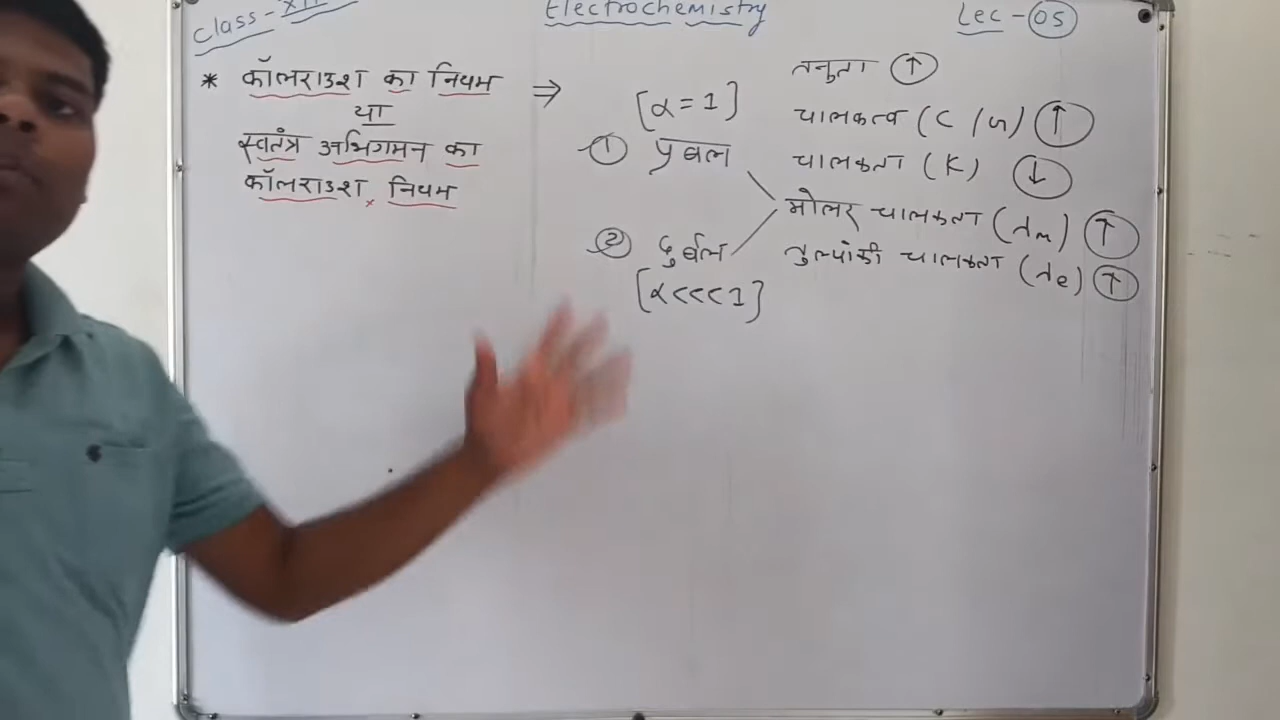 Class-XII
Electrochemistry
Lec-05
* कॉलराउश का नियम ⇒
या
स्वतंत्र अभिगमन का
कॉलराउश नियम
[α=1]
① प्रबल
② दुर्बल
[α<<<1]
तनुता ↑
चालकत्व (C/G) ↑
चालकता (K) ↓
मोलर चालकता (λm) ↑
तुल्यांकी चालकता (λe) ↑